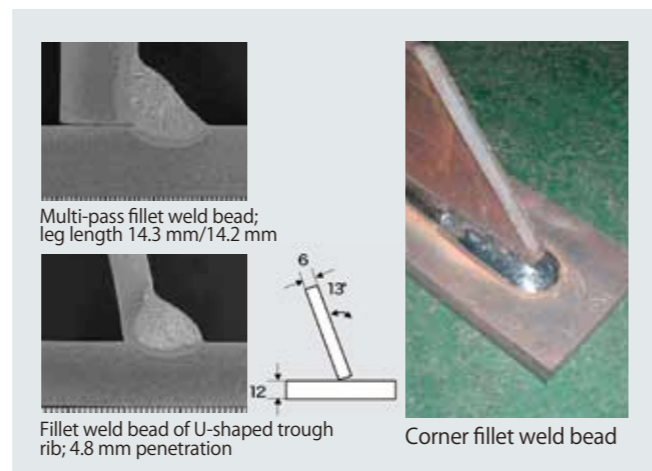 Multi-pass fillet weld bead;
leg length 14.3 mm/14.2 mm
6
13°
12
Fillet weld bead of U-shaped trough
rib; 4.8 mm penetration
Corner fillet weld bead